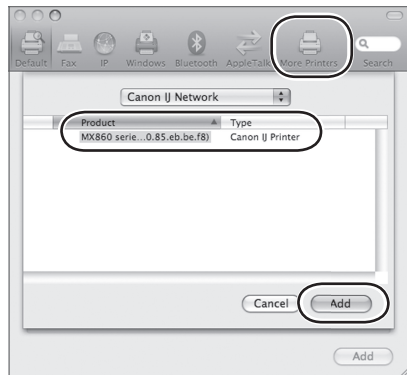 Default Fax IP Windows Bluetooth AppleTalk More Printers Search
Canon IJ Network
Product Type
MX860 serie...0.85.eb.be.f8) Canon IJ Printer
Cancel Add
Add